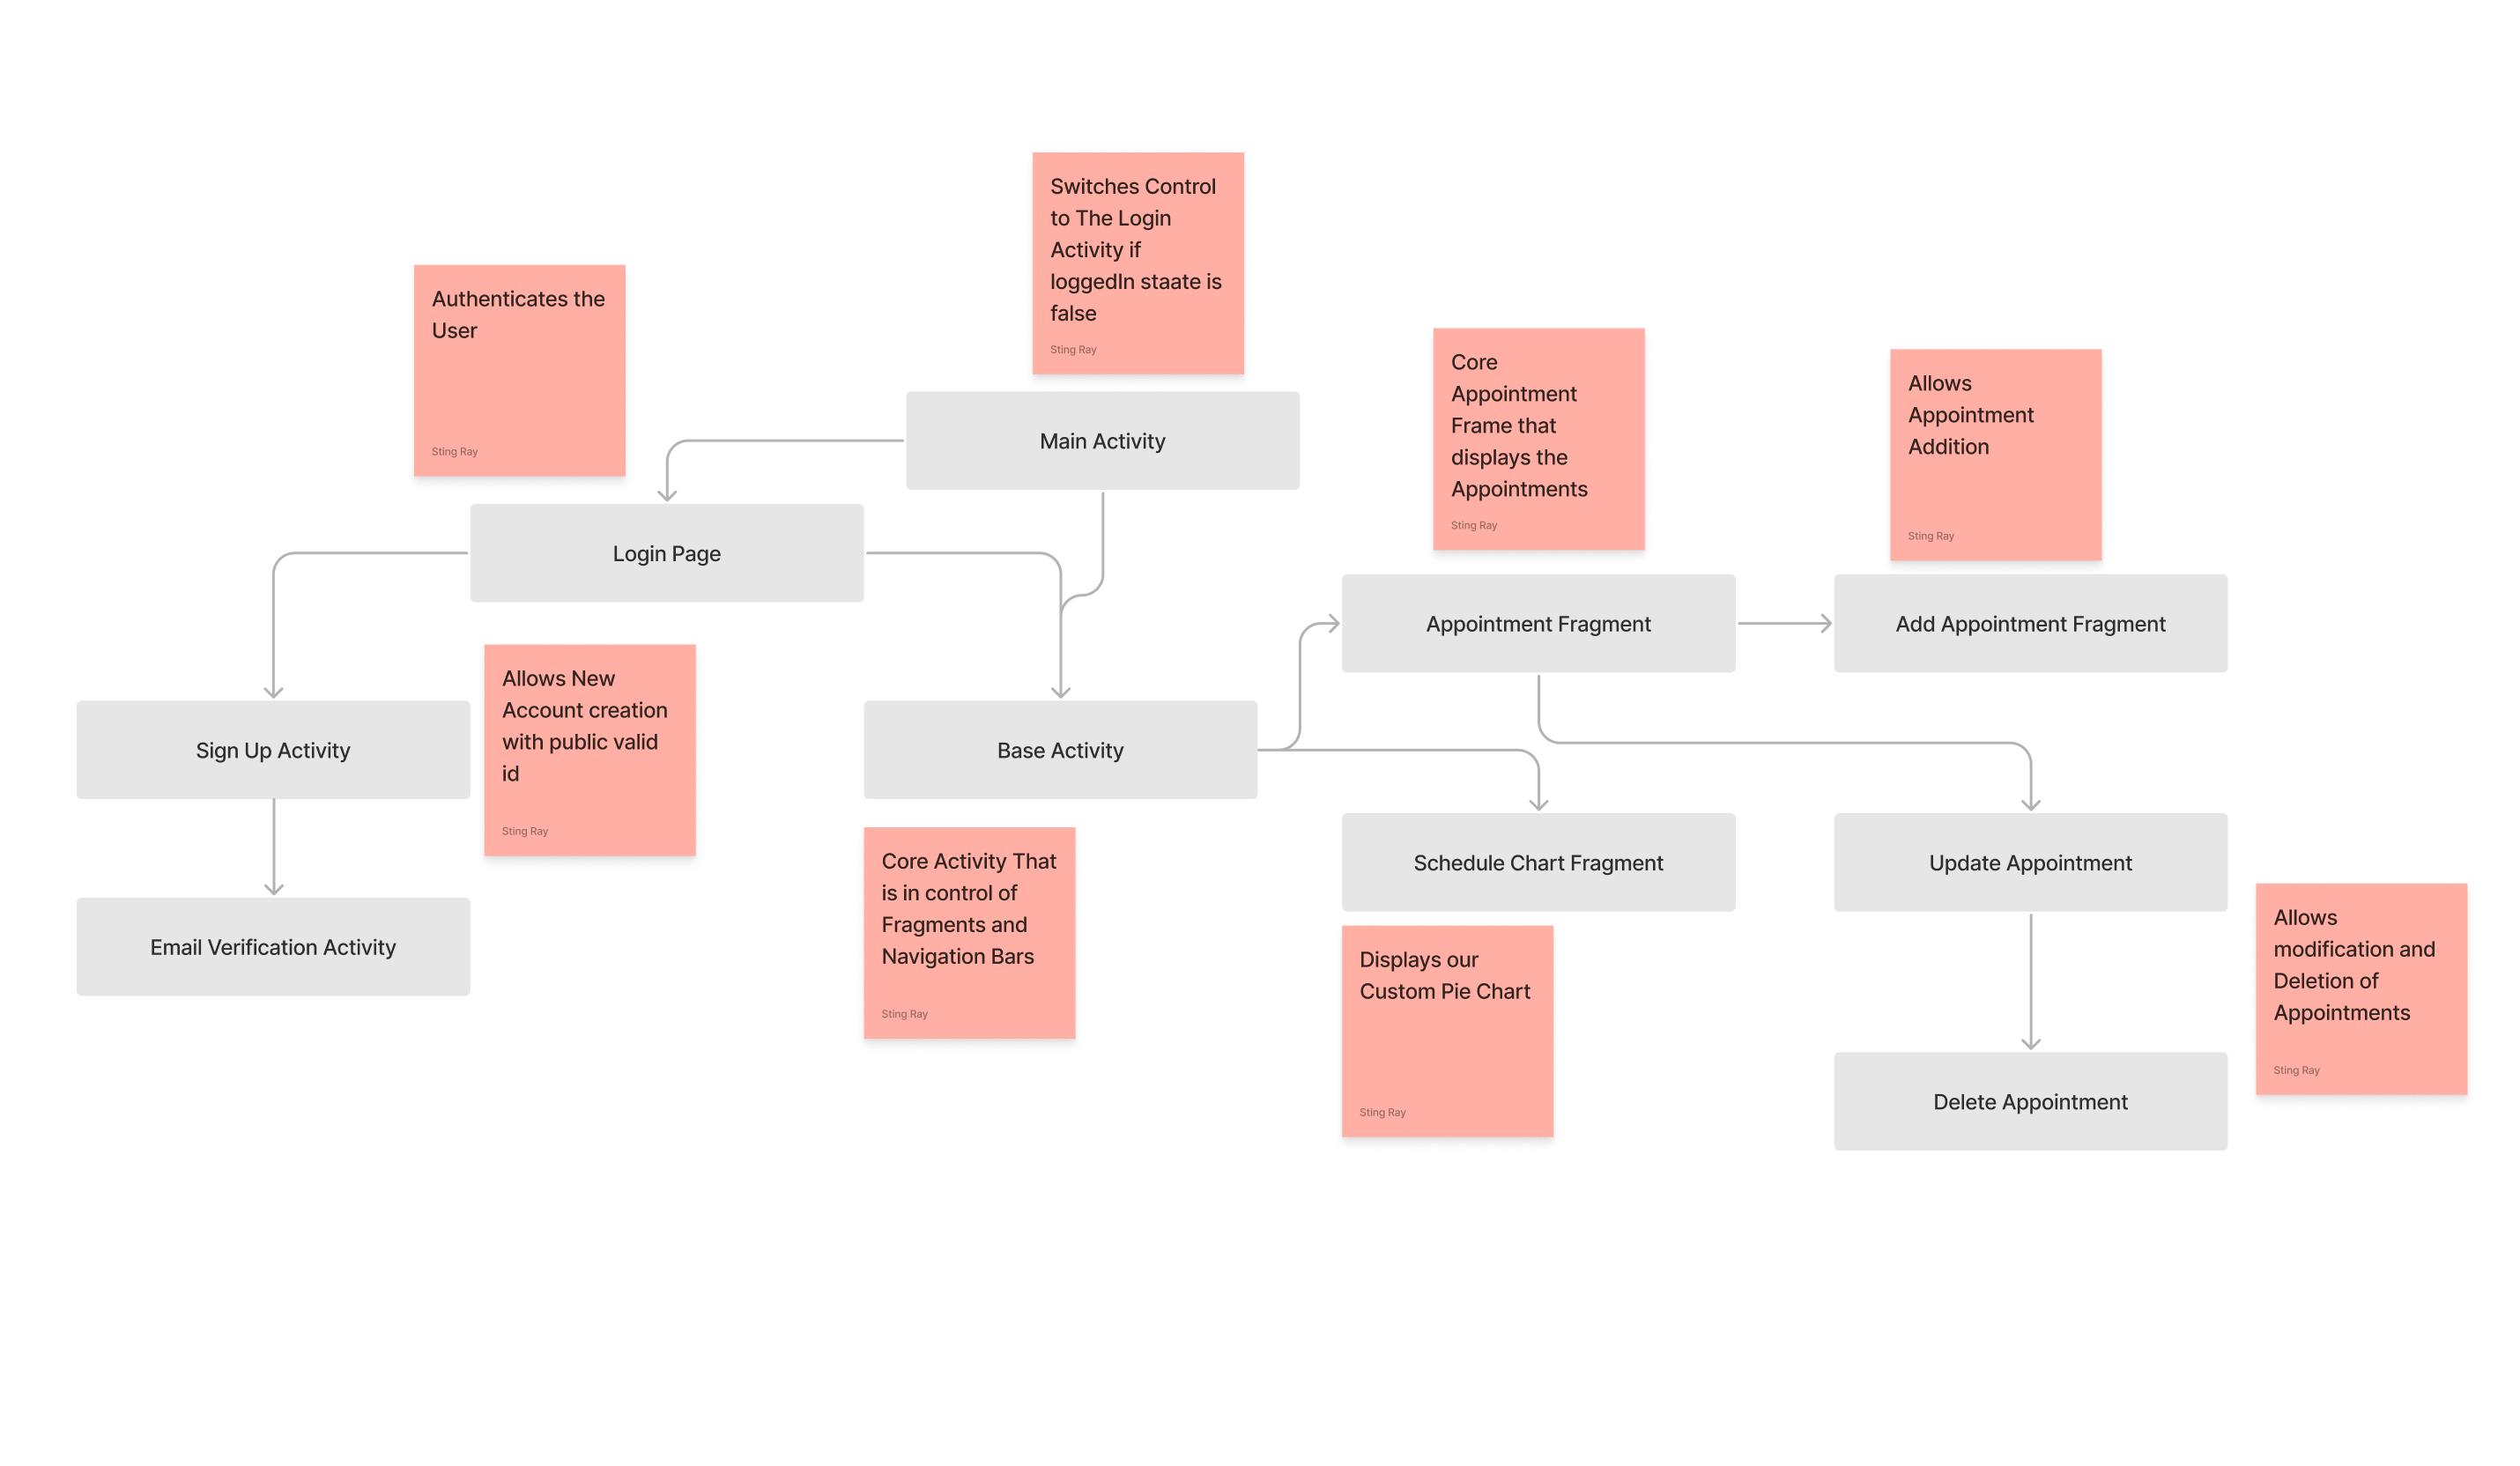 Switches Control
to The Login
Activity if
loggedIn staate is
false
Sting Ray
Authenticates the
User
Sting Ray
Core
Appointment
Frame that
displays the
Appointments
Sting Ray
Allows
Appointment
Addition
Sting Ray
Main Activity
Login Page
Appointment Fragment
Add Appointment Fragment
Allows New
Account creation
with public valid
id
Sting Ray
Sign Up Activity
Base Activity
Core Activity That
is in control of
Fragments and
Navigation Bars
Sting Ray
Schedule Chart Fragment
Update Appointment
Email Verification Activity
Displays our
Custom Pie Chart
Sting Ray
Allows
modification and
Deletion of
Appointments
Sting Ray
Delete Appointment